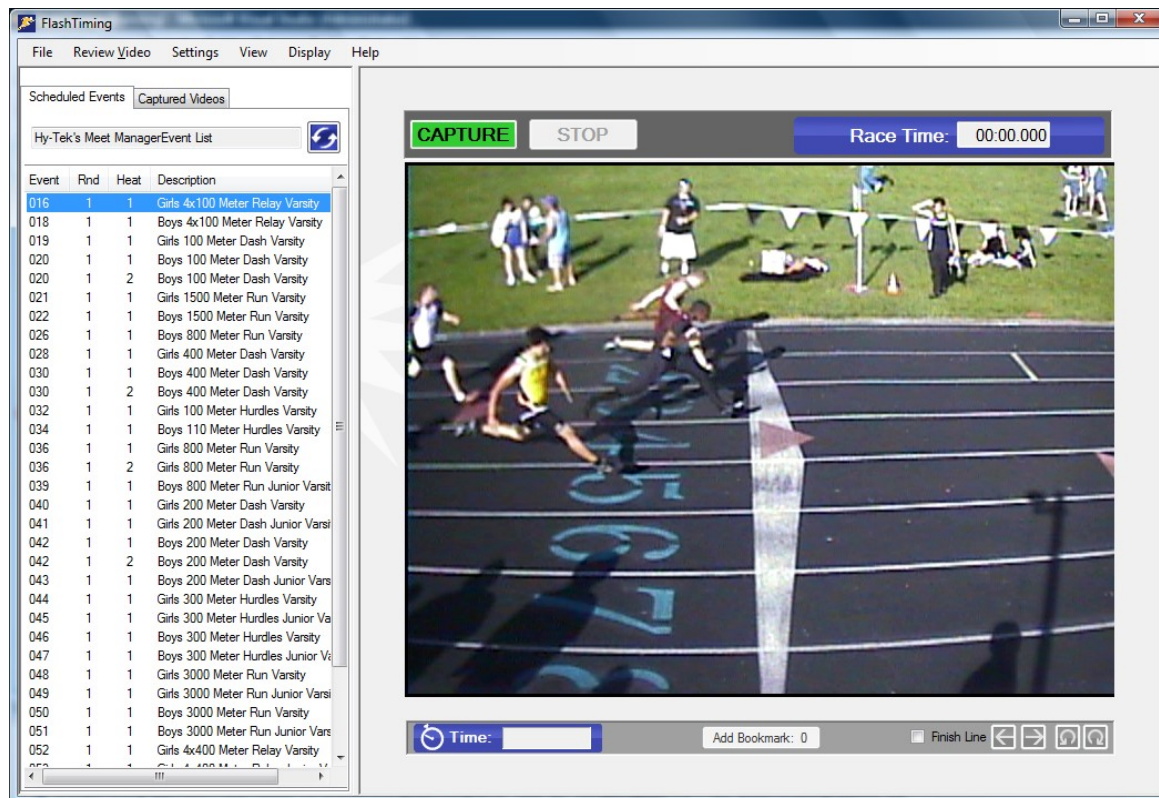 FlashTiming
File Review Video Settings View Display Help
Scheduled Events Captured Videos
Hy-Tek's Meet ManagerEvent List
CAPTURE STOP Race Time: 00:00.000
Event Rnd Heat Description
016 1 1 Girls 4x100 Meter Relay Varsity
018 1 1 Boys 4x100 Meter Relay Varsity
019 1 1 Girls 100 Meter Dash Varsity
020 1 1 Boys 100 Meter Dash Varsity
020 1 2 Boys 100 Meter Dash Varsity
021 1 1 Girls 1500 Meter Run Varsity
022 1 1 Boys 1500 Meter Run Varsity
026 1 1 Boys 800 Meter Run Varsity
028 1 1 Girls 400 Meter Dash Varsity
030 1 1 Boys 400 Meter Dash Varsity
030 1 2 Boys 400 Meter Dash Varsity
032 1 1 Girls 100 Meter Hurdles Varsity
034 1 1 Boys 110 Meter Hurdles Varsity
036 1 1 Girls 800 Meter Run Varsity
036 1 2 Girls 800 Meter Run Varsity
039 1 1 Boys 800 Meter Run Junior Varsit
040 1 1 Girls 200 Meter Dash Varsity
041 1 1 Girls 200 Meter Dash Junior Varsi
042 1 1 Boys 200 Meter Dash Varsity
042 1 2 Boys 200 Meter Dash Varsity
043 1 1 Boys 200 Meter Dash Junior Vars
044 1 1 Girls 300 Meter Hurdles Varsity
045 1 1 Girls 300 Meter Hurdles Junior Va
046 1 1 Boys 300 Meter Hurdles Varsity
047 1 1 Boys 300 Meter Hurdles Junior Va
048 1 1 Girls 3000 Meter Run Varsity
049 1 1 Girls 3000 Meter Run Junior Varsi
050 1 1 Boys 3000 Meter Run Varsity
051 1 1 Boys 3000 Meter Run Junior Vars
052 1 1 Girls 4x400 Meter Relay Varsity
5
6
7
Time: Add Bookmark: 0 Finish Line